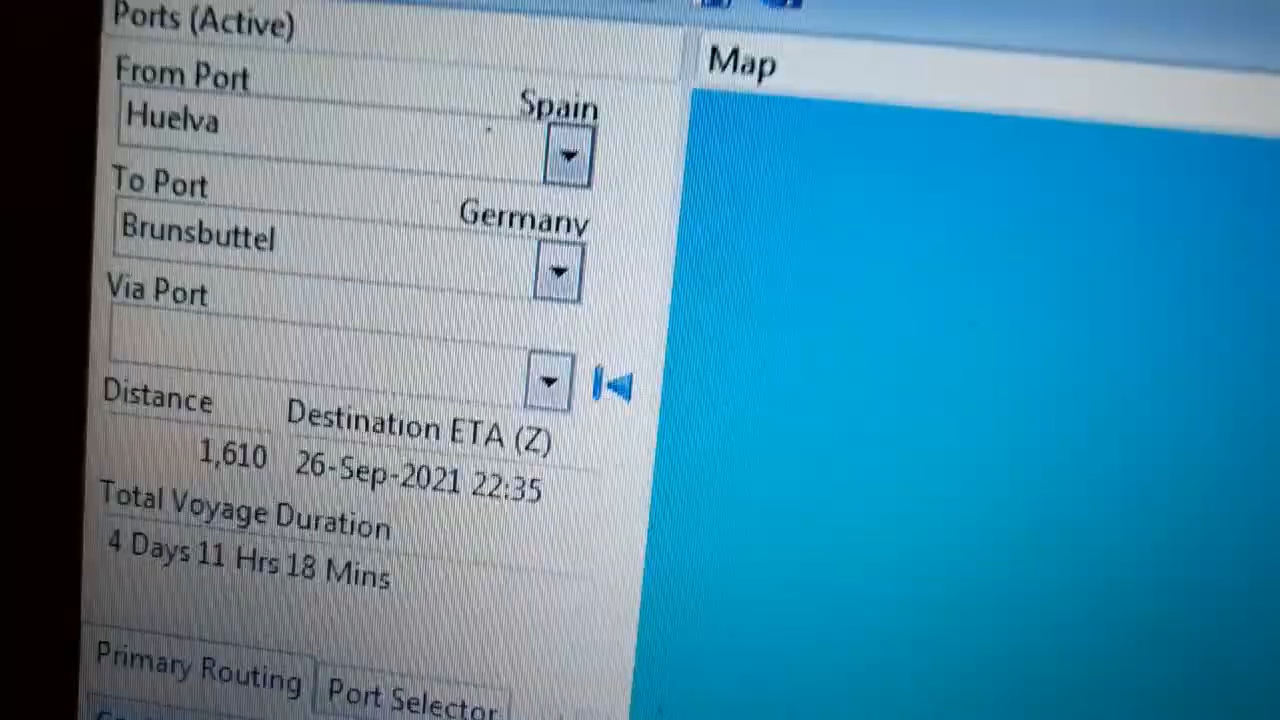 Ports (Active)
Map
From Port
Spain
Huelva
To Port
Germany
Brunsbuttel
Via Port
Distance
Destination ETA (Z)
1,610
26-Sep-2021 22:35
Total Voyage Duration
4 Days 11 Hrs 18 Mins
Primary Routing
Port Selector